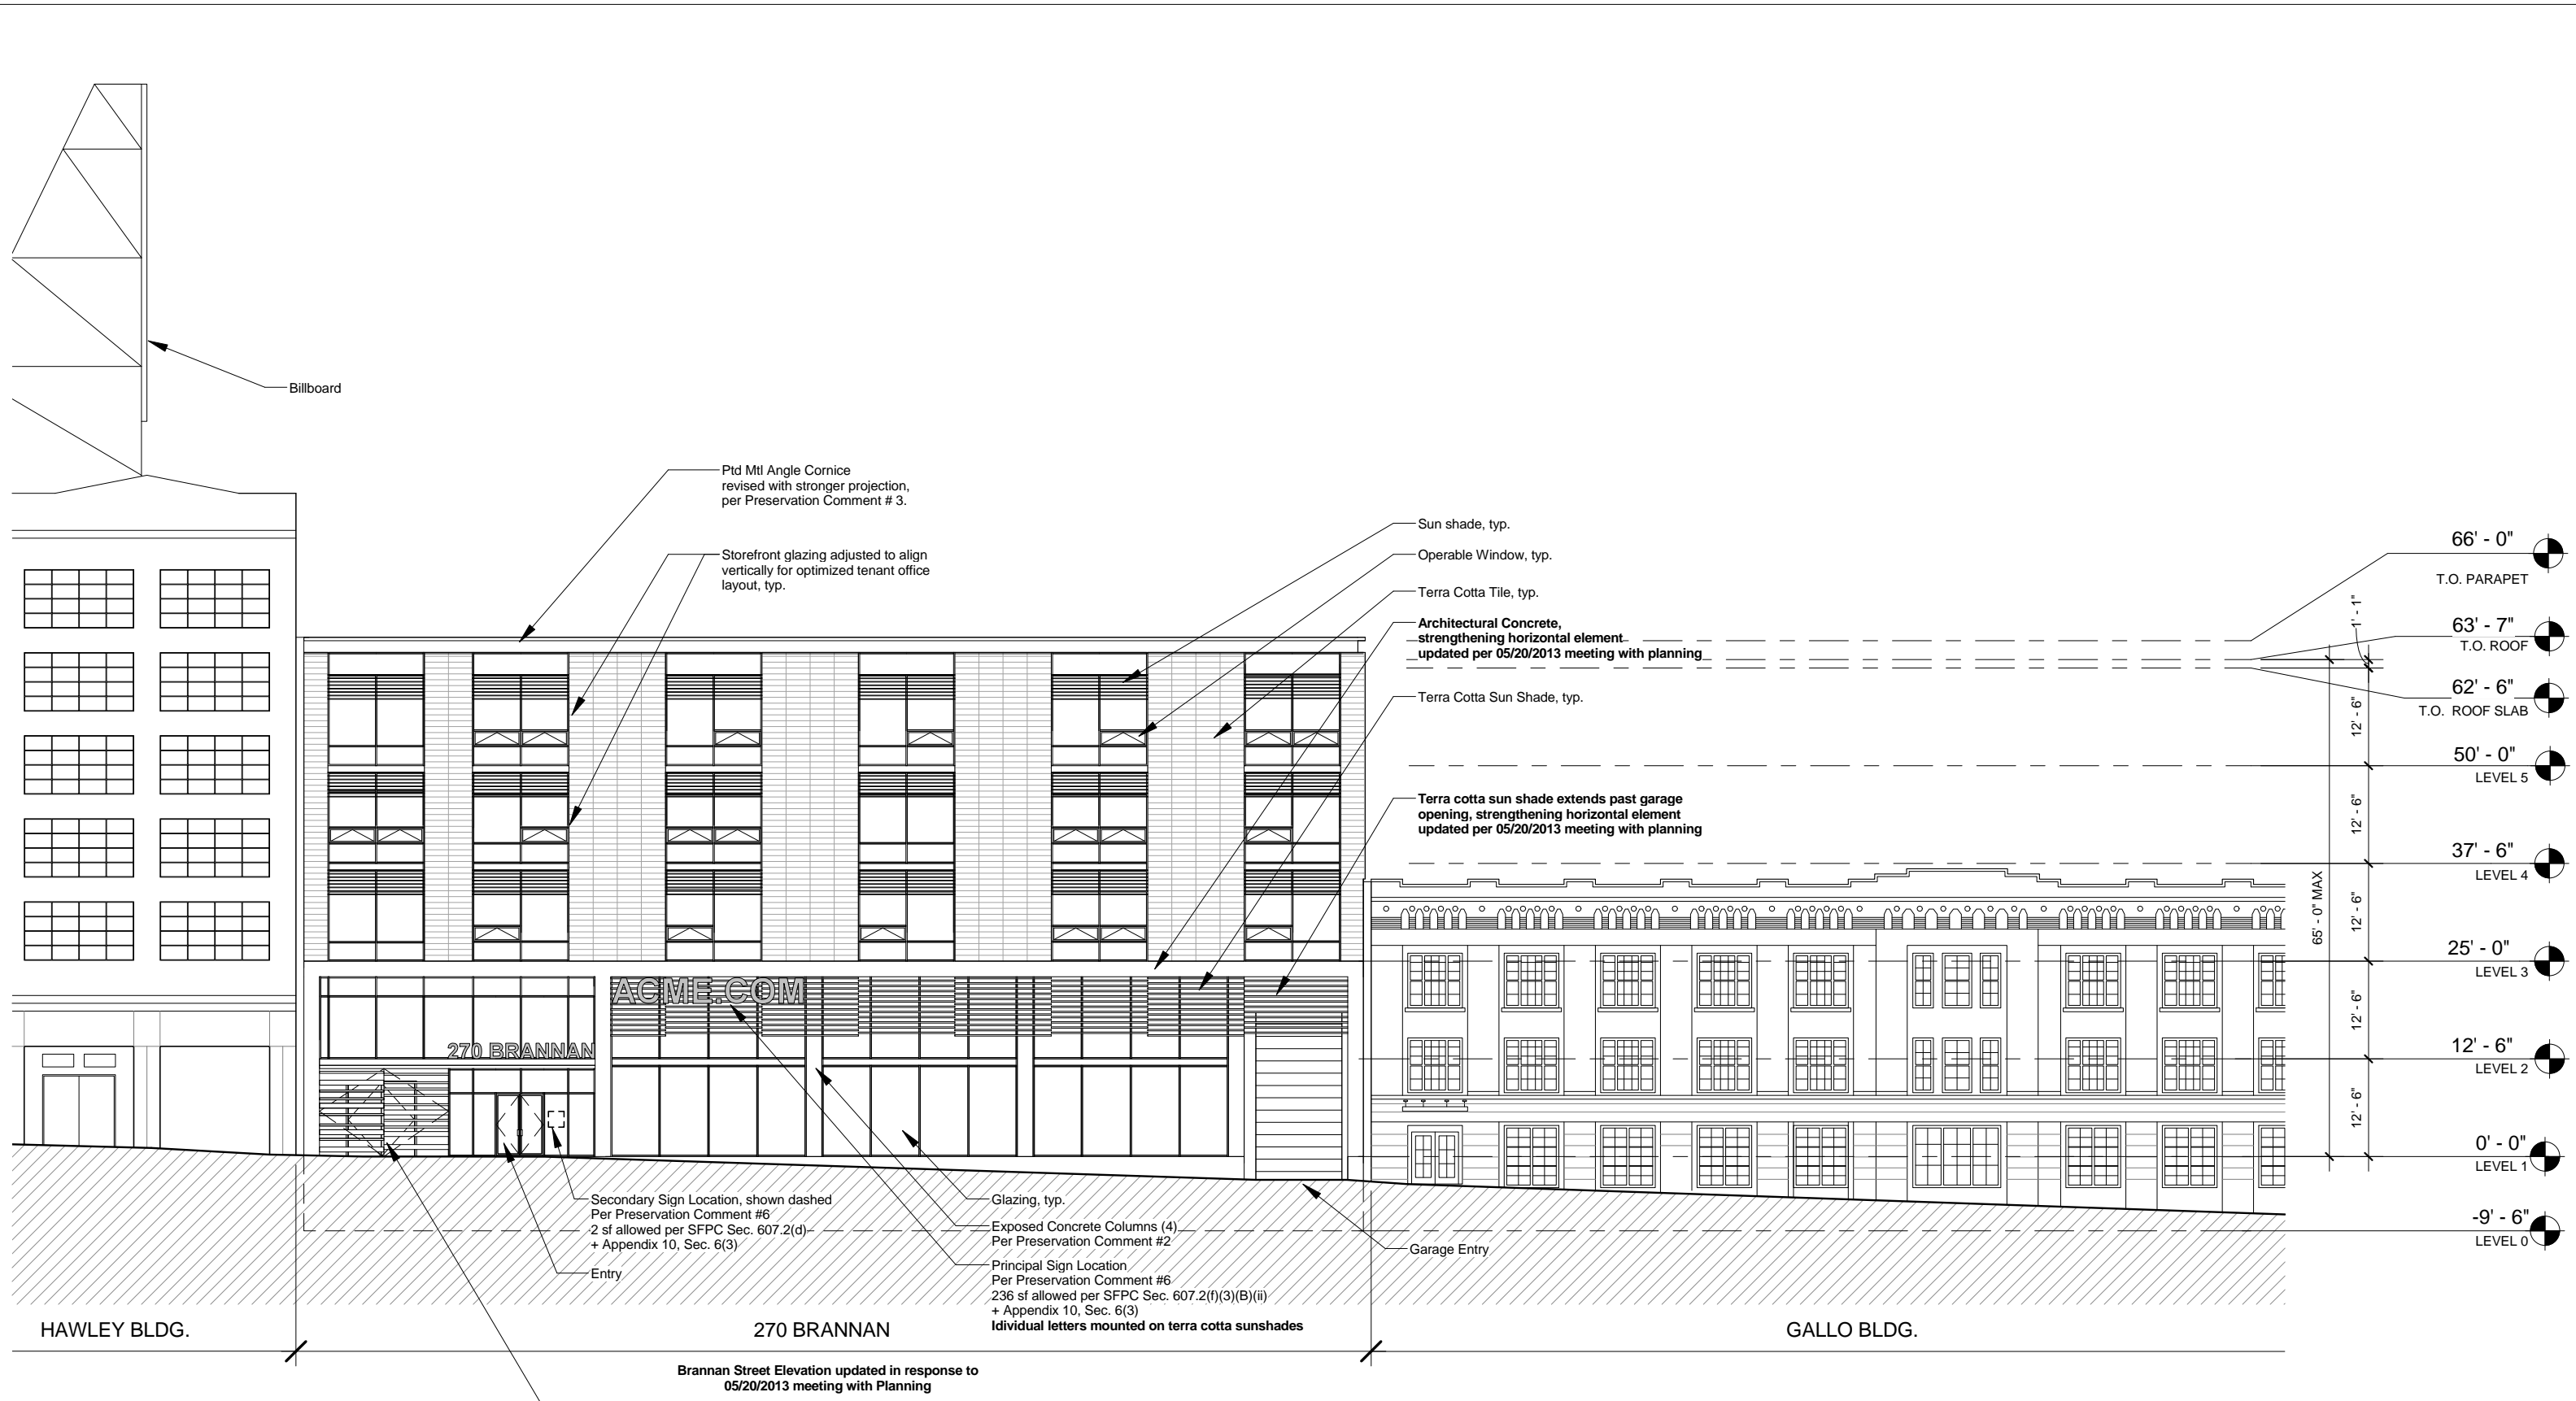 Billboard
Ptd Mtl Angle Cornice
revised with stronger projection,
per Preservation Comment # 3.
Storefront glazing adjusted to align
vertically for optimized tenant office
layout, typ.
Sun shade, typ.
Operable Window, typ.
Terra Cotta Tile, typ.
Architectural Concrete,
strengthening horizontal element
updated per 05/20/2013 meeting with planning
Terra Cotta Sun Shade, typ.
Terra cotta sun shade extends past garage
opening, strengthening horizontal element
updated per 05/20/2013 meeting with planning
66' - 0"
T.O. PARAPET
1' - 1"
63' - 7"
T.O. ROOF
62' - 6"
T.O. ROOF SLAB
12' - 6"
50' - 0"
LEVEL 5
12' - 6"
37' - 6"
LEVEL 4
65' - 0" MAX
12' - 6"
25' - 0"
LEVEL 3
12' - 6"
12' - 6"
LEVEL 2
12' - 6"
0' - 0"
LEVEL 1
-9' - 6"
LEVEL 0
ACME.COM
270 BRANNAN
Secondary Sign Location, shown dashed
Per Preservation Comment #6
2 sf allowed per SFPC Sec. 607.2(d)
+ Appendix 10, Sec. 6(3)
Entry
Glazing, typ.
Exposed Concrete Columns (4)
Per Preservation Comment #2
Principal Sign Location
Per Preservation Comment #6
236 sf allowed per SFPC Sec. 607.2(f)(3)(B)(ii)
+ Appendix 10, Sec. 6(3)
Idividual letters mounted on terra cotta sunshades
Garage Entry
HAWLEY BLDG.
270 BRANNAN
GALLO BLDG.
Brannan Street Elevation updated in response to
05/20/2013 meeting with Planning